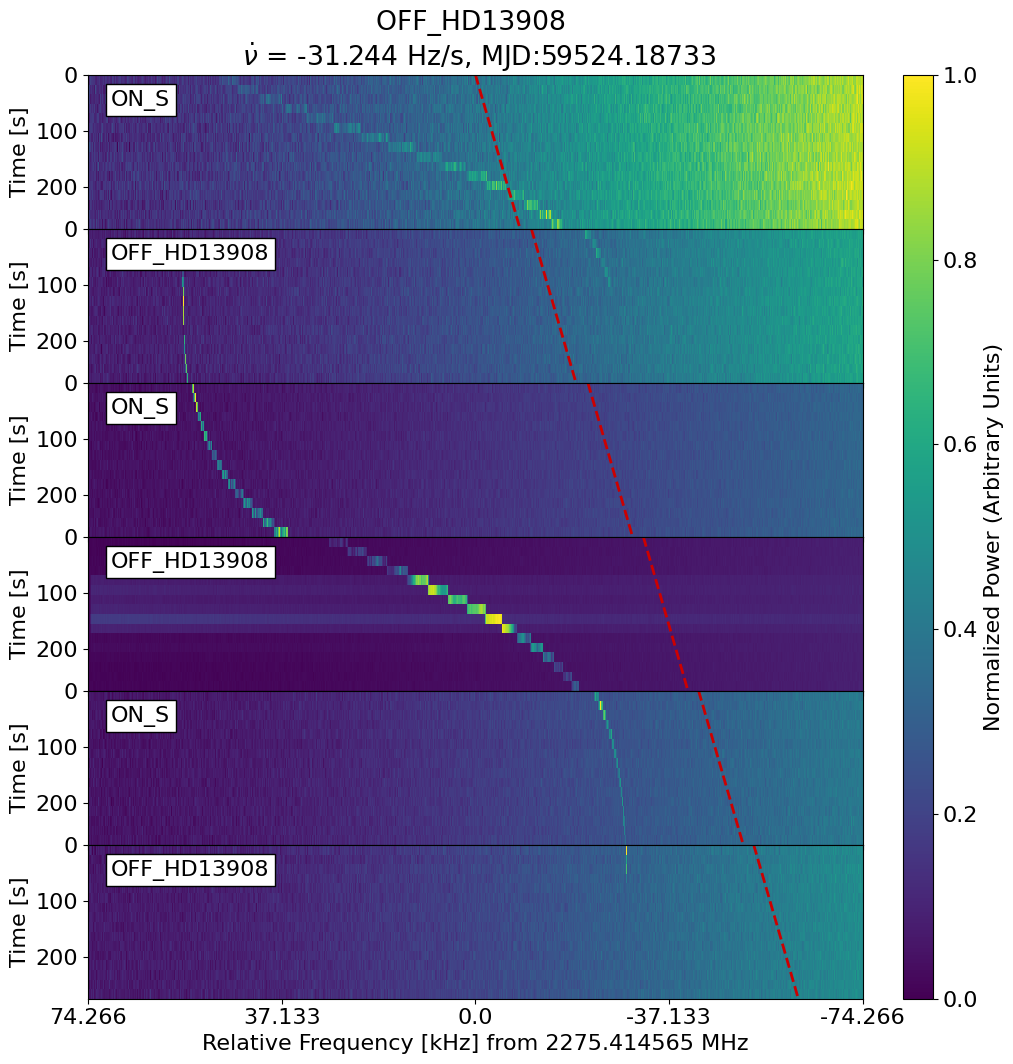 OFF_HD13908
ν̇ = -31.244 Hz/s, MJD:59524.18733
0
ON_S
100
200
Time [s]
0
OFF_HD13908
100
200
Time [s]
0
ON_S
100
200
Time [s]
0
OFF_HD13908
100
200
Time [s]
0
ON_S
100
200
Time [s]
0
OFF_HD13908
100
200
Time [s]
74.266 37.133 0.0 -37.133 -74.266
Relative Frequency [kHz] from 2275.414565 MHz
1.0
0.8
0.6
0.4
0.2
0.0
Normalized Power (Arbitrary Units)